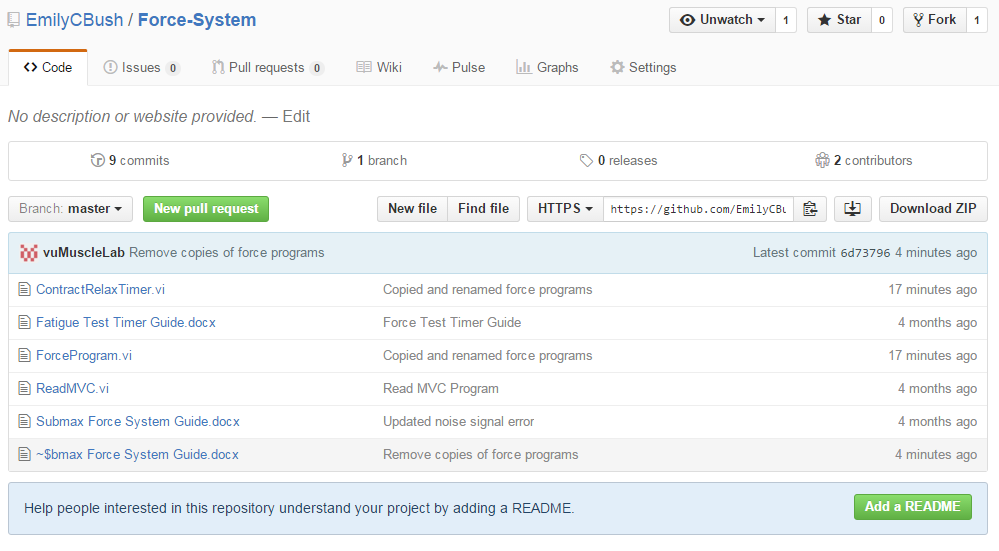 EmilyCBush / Force-System Unwatch 1 Star 0 Fork 1
Code Issues 0 Pull requests 0 Wiki Pulse Graphs Settings
No description or website provided. — Edit
9 commits 1 branch 0 releases 2 contributors
Branch: master New pull request New file Find file HTTPS https://github.com/EmilyCBu Download ZIP
vuMuscleLab Remove copies of force programs Latest commit 6d73796 4 minutes ago
ContractRelaxTimer.vi Copied and renamed force programs 17 minutes ago
Fatigue Test Timer Guide.docx Force Test Timer Guide 4 months ago
ForceProgram.vi Copied and renamed force programs 17 minutes ago
ReadMVC.vi Read MVC Program 4 months ago
Submax Force System Guide.docx Updated noise signal error 4 months ago
~$bmax Force System Guide.docx Remove copies of force programs 4 minutes ago
Help people interested in this repository understand your project by adding a README. Add a README